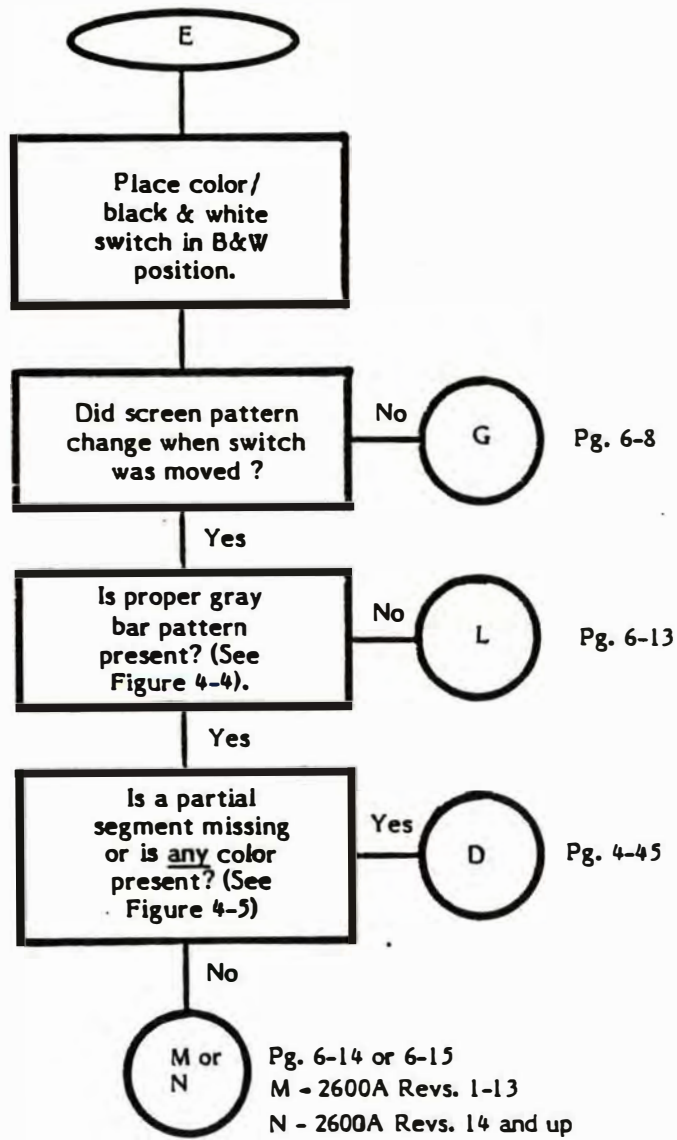 E
Place color/
black & white
switch in B&W
position.
Did screen pattern
change when switch
was moved ?
No
G
Pg. 6-8
Yes
Is proper gray
bar pattern
present? (See
Figure 4-4).
No
L
Pg. 6-13
Yes
Is a partial
segment missing
or is any color
present? (See
Figure 4-5)
Yes
D
Pg. 4-45
No
M or
N
Pg. 6-14 or 6-15
M - 2600A Revs. 1-13
N - 2600A Revs. 14 and up